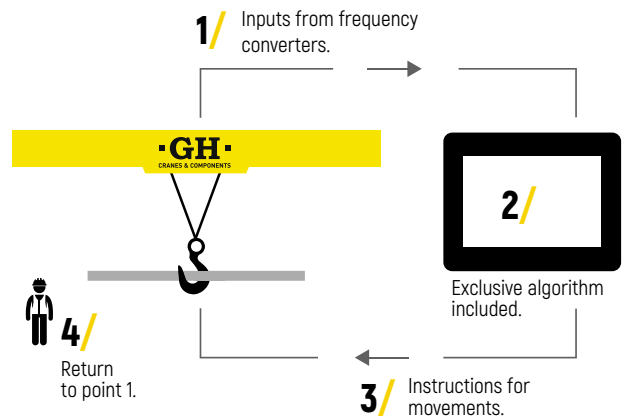 1/ Inputs from frequency
converters.
·GH·
CRANES & COMPONENTS
2/
Exclusive algorithm
included.
4/
Return
to point 1.
3/ Instructions for
movements.